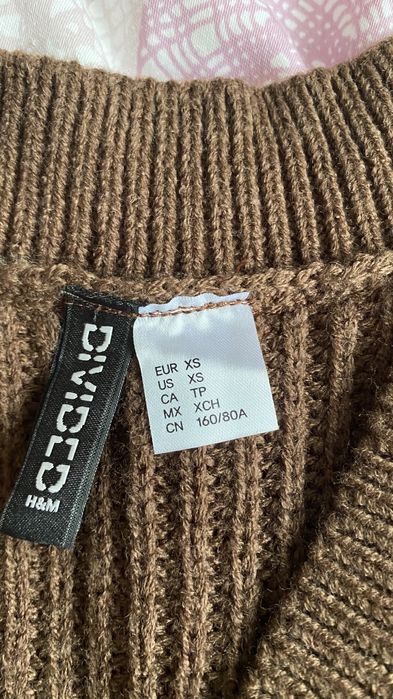 DIVIDED
H&M
EUR XS
US XS
CA TP
MX XCH
CN 160/80A